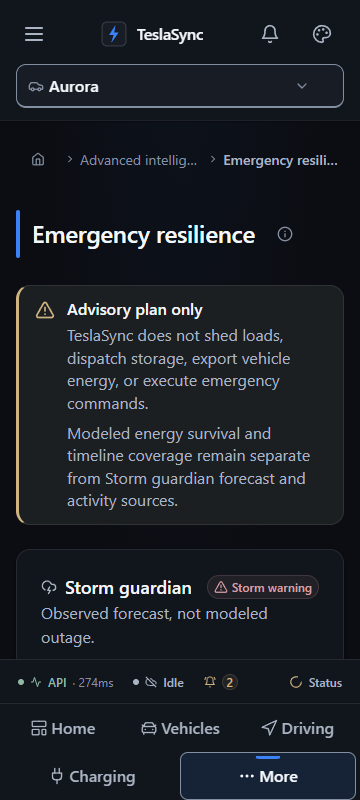 TeslaSync
Aurora
Advanced intellig... Emergency resili...
Emergency resilience
Advisory plan only
TeslaSync does not shed loads,
dispatch storage, export vehicle
energy, or execute emergency
commands.
Modeled energy survival and
timeline coverage remain separate
from Storm guardian forecast and
activity sources.
Storm guardian Storm warning
Observed forecast, not modeled
outage.
API · 274ms Idle 2 Status
Home Vehicles Driving
Charging More